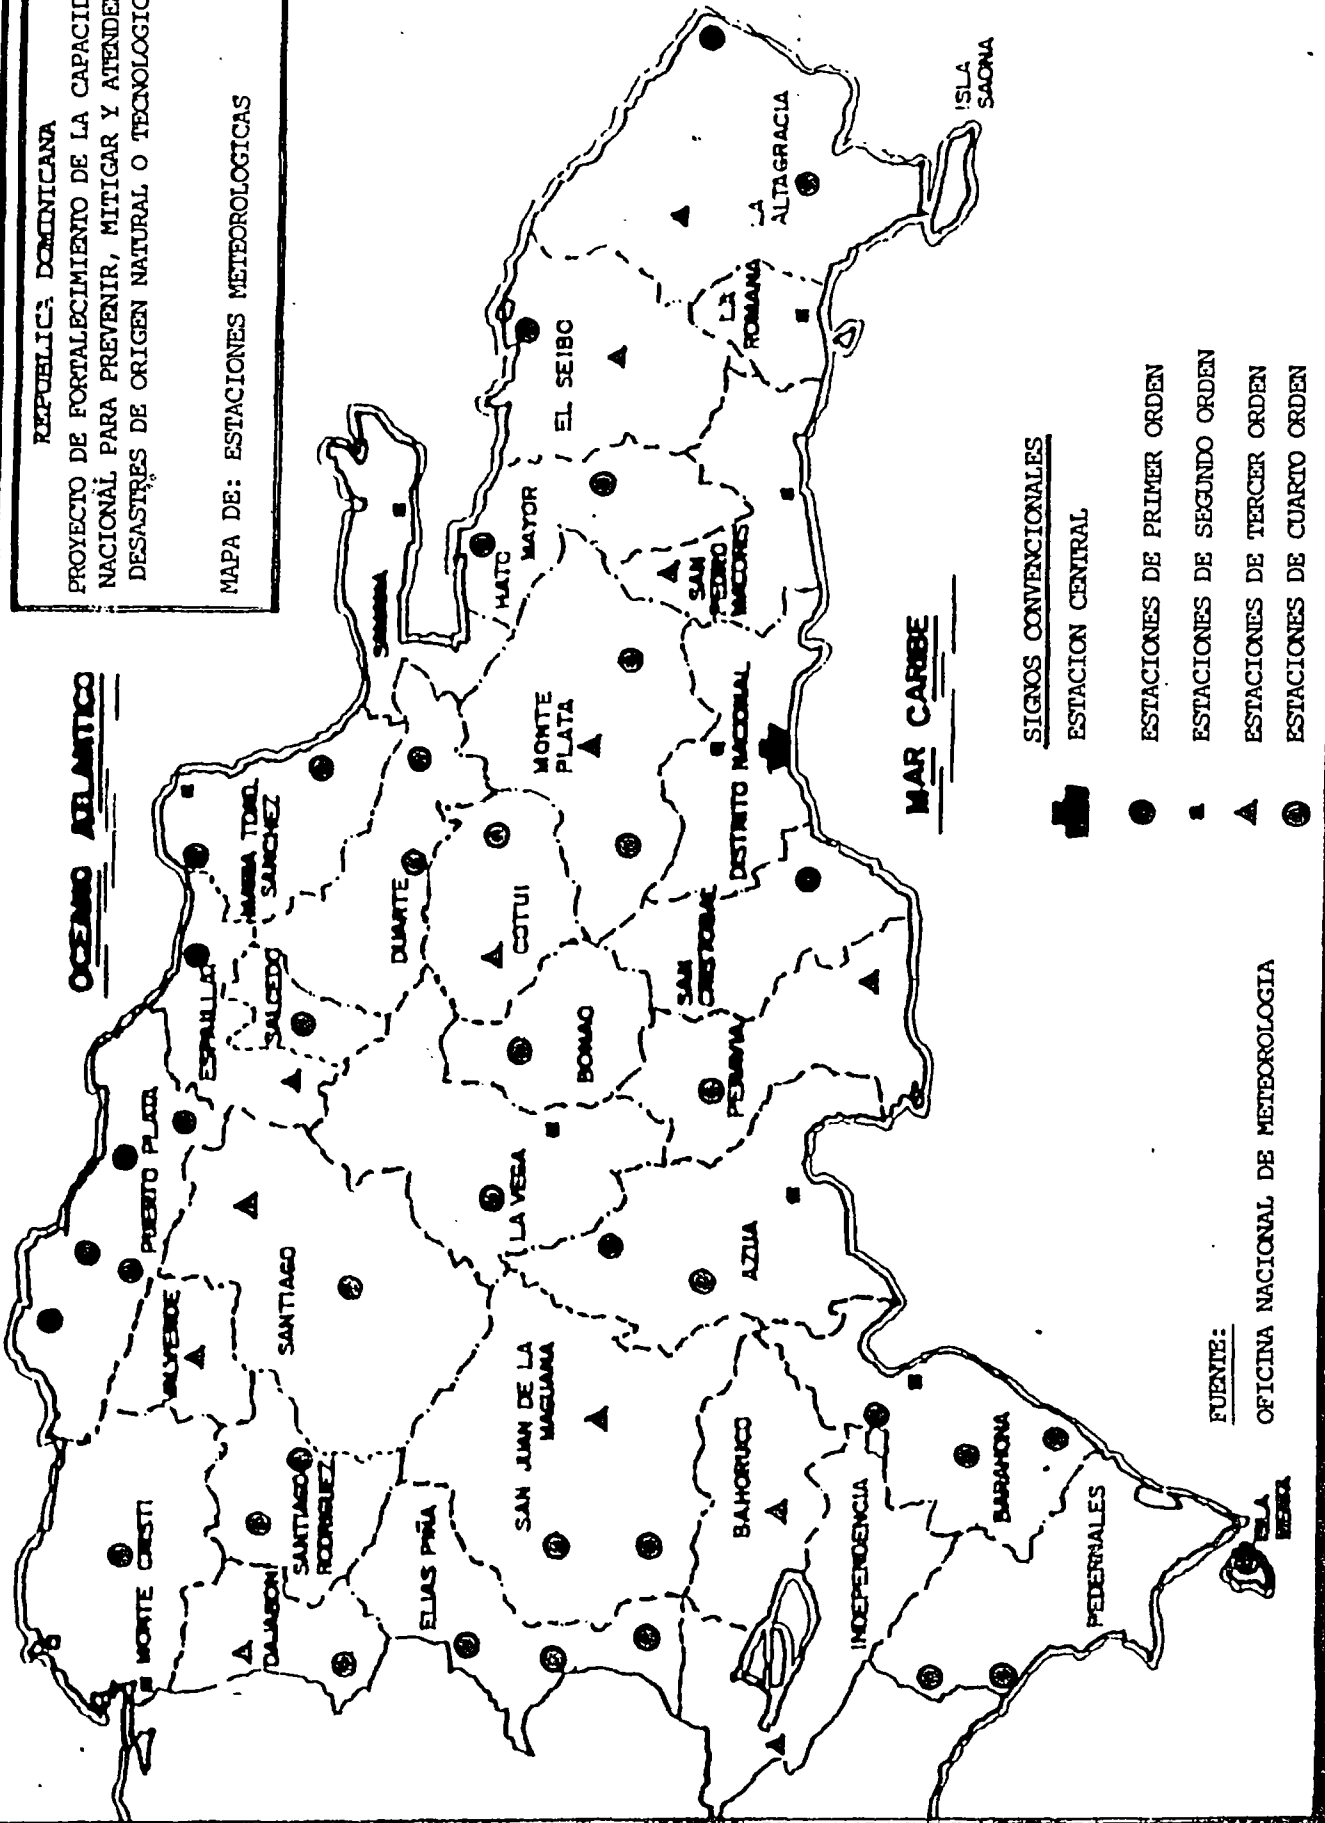 REPUBLICA DOMINICANA
PROYECTO DE FORTALECIMIENTO DE LA CAPACID
NACIONAL PARA PREVENIR, MITIGAR Y ATENDE
DESASTRES DE ORIGEN NATURAL O TECNOLOGIC
MAPA DE: ESTACIONES METEOROLOGICAS
OCEANO ATLANTICO
MONTE CRISTI
PUERTO PLATA
VALVERDE
ESPAILLAT
DAJABON
SANTIAGO
RODRIGUEZ
SANTIAGO
SALCEDO
SANCHEZ
SAMANA
ELIAS PIÑA
DUARTE
SAN JUAN DE LA
MAGUANA
LA VEGA
COTUI
BONAO
MONTE
PLATA
HATO
MAYOR
EL SEIBO
BAHORUCO
AZUA
PERAVIA
SAN
CRISTOBAL
DISTRITO NACIONAL
SAN
PEDRO
MACORIS
LA
ROMANA
LA
ALTAGRACIA
INDEPENDENCIA
BARAHONA
PEDERNALES
ISLA
SAONA
ISLA
MAR CARIBE
SIGNOS CONVENCIONALES
ESTACION CENTRAL
ESTACIONES DE PRIMER ORDEN
ESTACIONES DE SEGUNDO ORDEN
ESTACIONES DE TERCER ORDEN
ESTACIONES DE CUARTO ORDEN
FUENTE:
OFICINA NACIONAL DE METEOROLOGIA